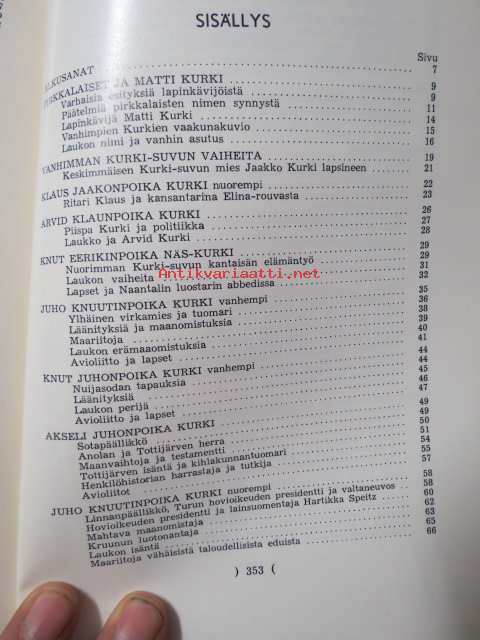 SISÄLLYS
Sivu
ALKUSANAT 7
PIRKKALAISET JA MATTI KURKI 9
Varhaisia esityksiä lapinkävijöistä 9
Päätelmiä pirkkalaisten nimen synnystä 11
Lapinkävijä Matti Kurki 14
Vanhimpien Kurkien vaakunakuvio 15
Laukon nimi ja vanhin asutus 16
VANHIMMAN KURKI-SUVUN VAIHEITA 19
Keskimmäisen Kurki-suvun mies Jaakko Kurki lapsineen 21
KLAUS JAAKONPOIKA KURKI nuorempi 22
Ritari Klaus ja kansantarina Elina-rouvasta 23
ARVID KLAUNPOIKA KURKI 26
Piispa Kurki ja politiikka 27
Laukko ja Arvid Kurki 28
KNUT EERIKINPOIKA NÄS-KURKI 29
Nuorimman Kurki-suvun kantaisän elämäntyö 29
Laukon vaiheita 31
Lapset ja Naantalin luostarin abbedissa 32
Antikvariaatti.net
JUHO KNUUTINPOIKA KURKI vanhempi 35
Ylhäinen virkamies ja tuomari 36
Läänityksiä ja maanomistuksia 38
Maariitoja 39
Laukon erämaaomistuksia 40
Avioliitto ja lapset 41
KNUT JUHONPOIKA KURKI vanhempi 44
Nuijasodan tapauksia 44
Läänityksiä 45
Laukon perijä 46
Avioliitto ja lapset 47
AKSELI JUHONPOIKA KURKI 49
Sotapäällikkö 49
Anolan ja Tottijärven herra 50
Maanvaihtoja ja testamentti 51
Tottijärven isäntä ja kihlakunnantuomari 54
Henkilöhistorian harrastaja ja tutkija 55
Avioliitot 57
JUHO KNUUTINPOIKA KURKI nuorempi 58
Linnanpäällikkö, Turun hovioikeuden presidentti ja valtaneuvos 58
Hovioikeuden presidentti ja lainsuomentaja Hartikka Speitz 60
Mahtava maanomistaja 62
Kruunun luotonantaja 63
Laukon isäntä 65
Maariitoja vähäisistä taloudellisista eduista 66
) 353 (